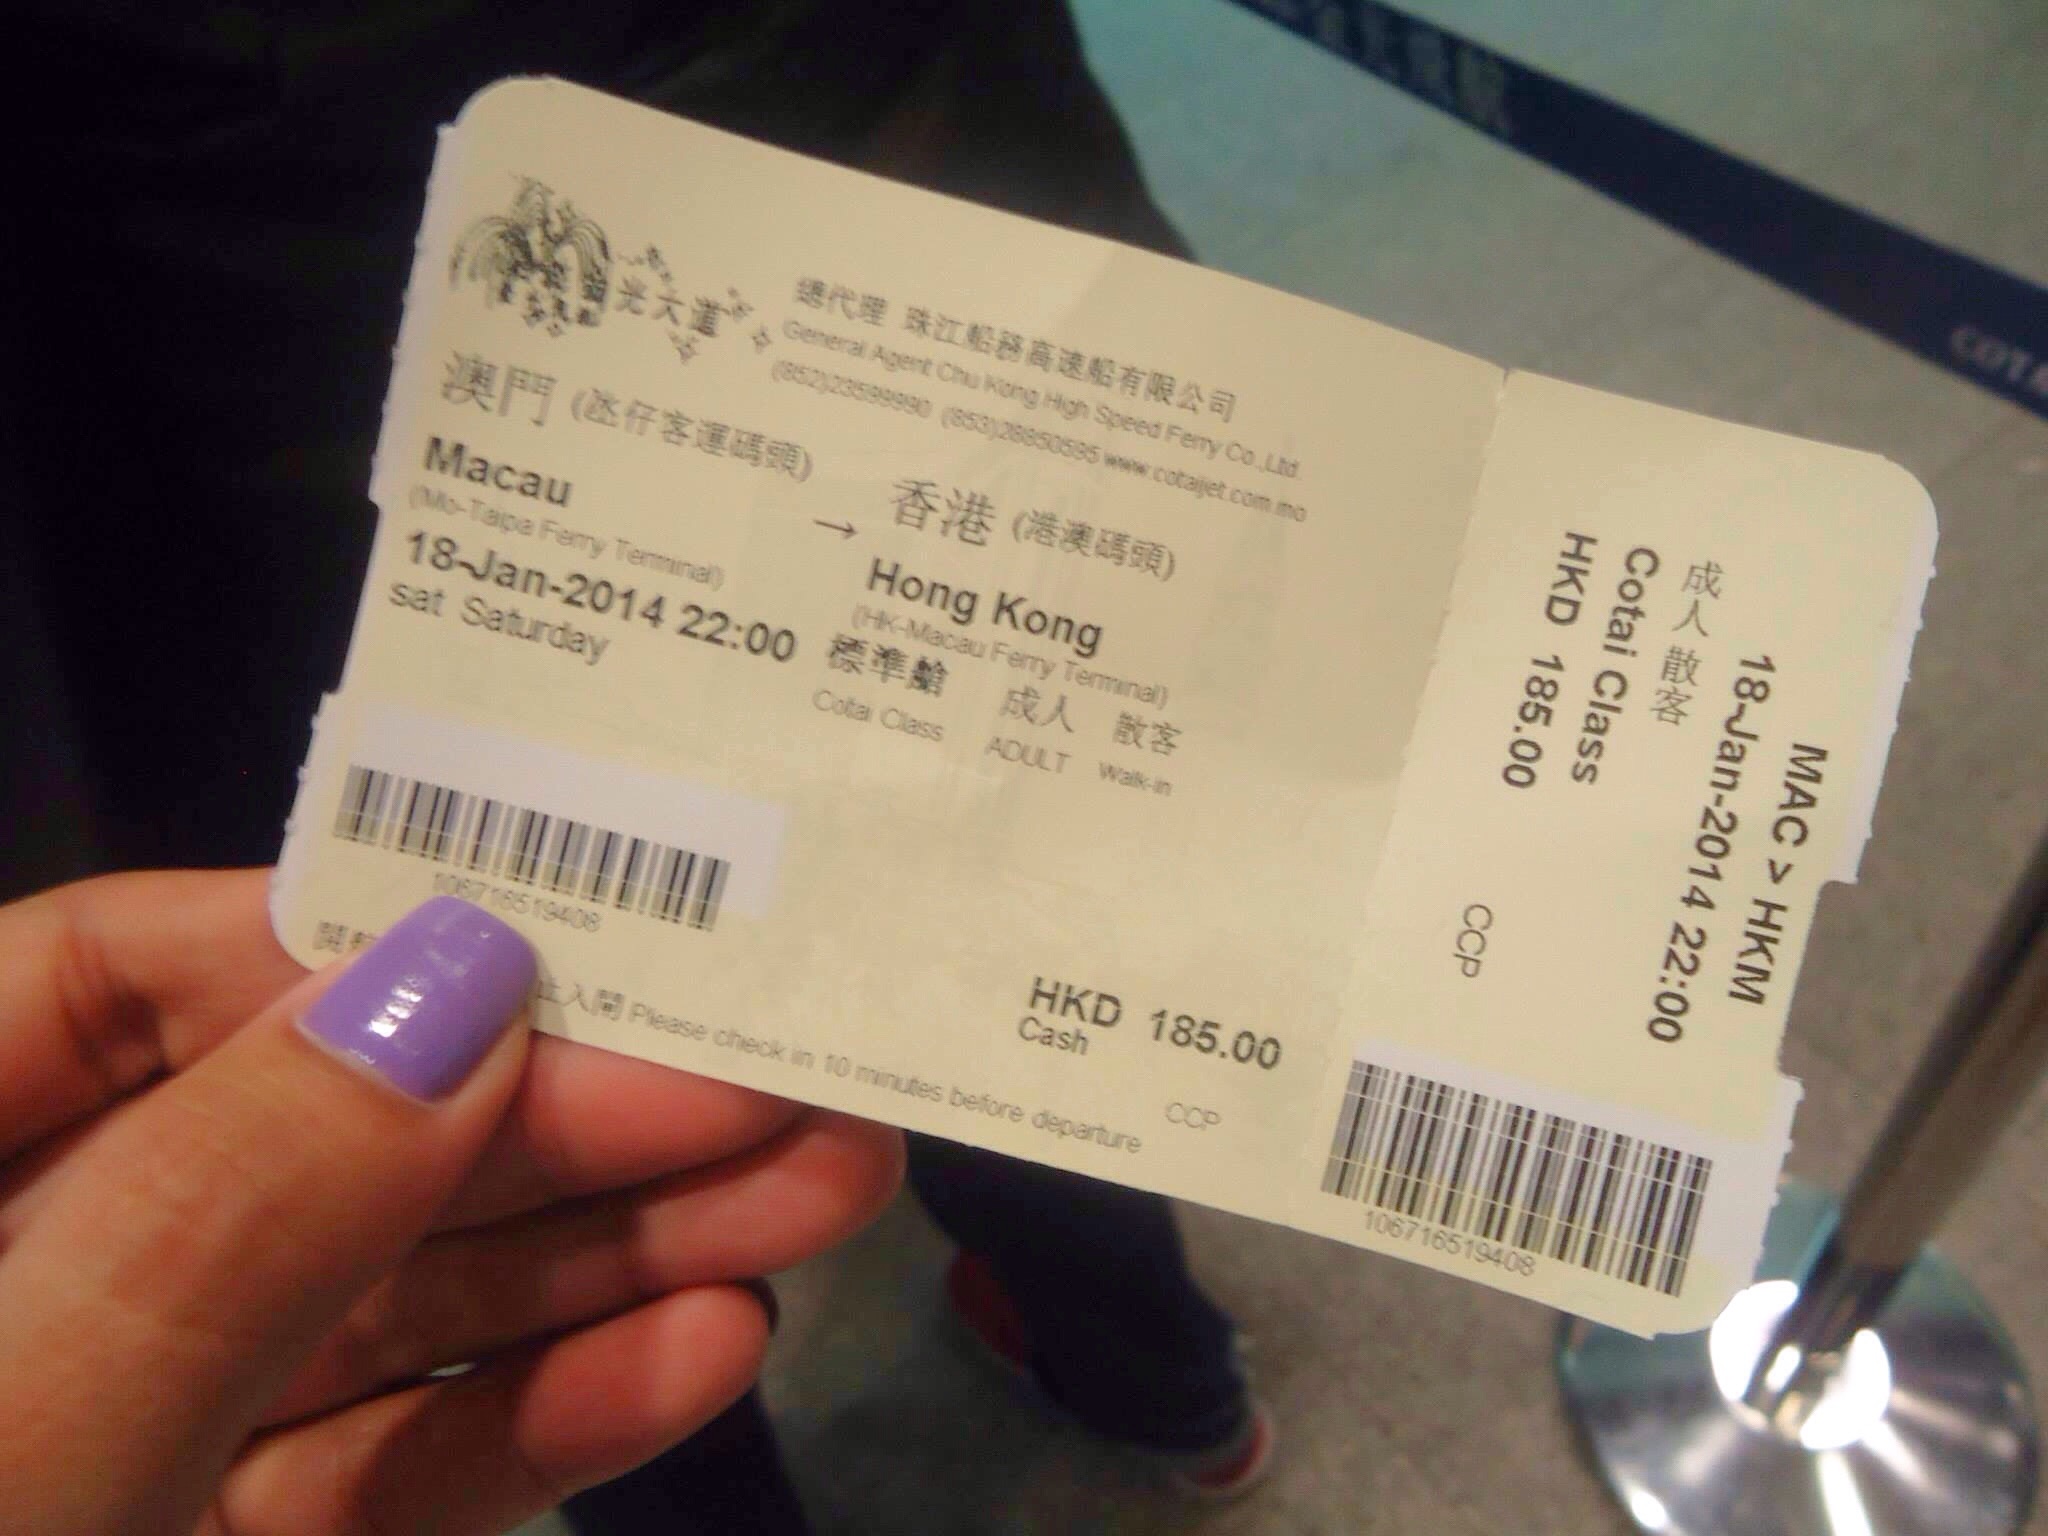 光大道
總代理 珠江船務高速船有限公司
General Agent Chu Kong High Speed Ferry Co.,Ltd
(852)23599990 (853)28850595 www.cotaijet.com.mo
澳門 (氹仔客運碼頭)
Macau
(Mo-Taipa Ferry Terminal)
18-Jan-2014 22:00
sat Saturday
→
香港 (港澳碼頭)
Hong Kong
(HK-Macau Ferry Terminal)
標準艙 成人 散客
Cotai Class ADULT Walk-in
106716519408
HKD 185.00
Cash
CCP
入閘 Please check in 10 minutes before departure
MAC > HKM
18-Jan-2014 22:00
成人 散客
Cotai Class
HKD 185.00
CCP
106716519408